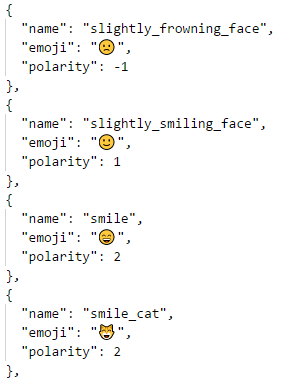 {
"name": "slightly_frowning_face",
"emoji": "🙁",
"polarity": -1
},
{
"name": "slightly_smiling_face",
"emoji": "🙂",
"polarity": 1
},
{
"name": "smile",
"emoji": "😄",
"polarity": 2
},
{
"name": "smile_cat",
"emoji": "😸",
"polarity": 2
},